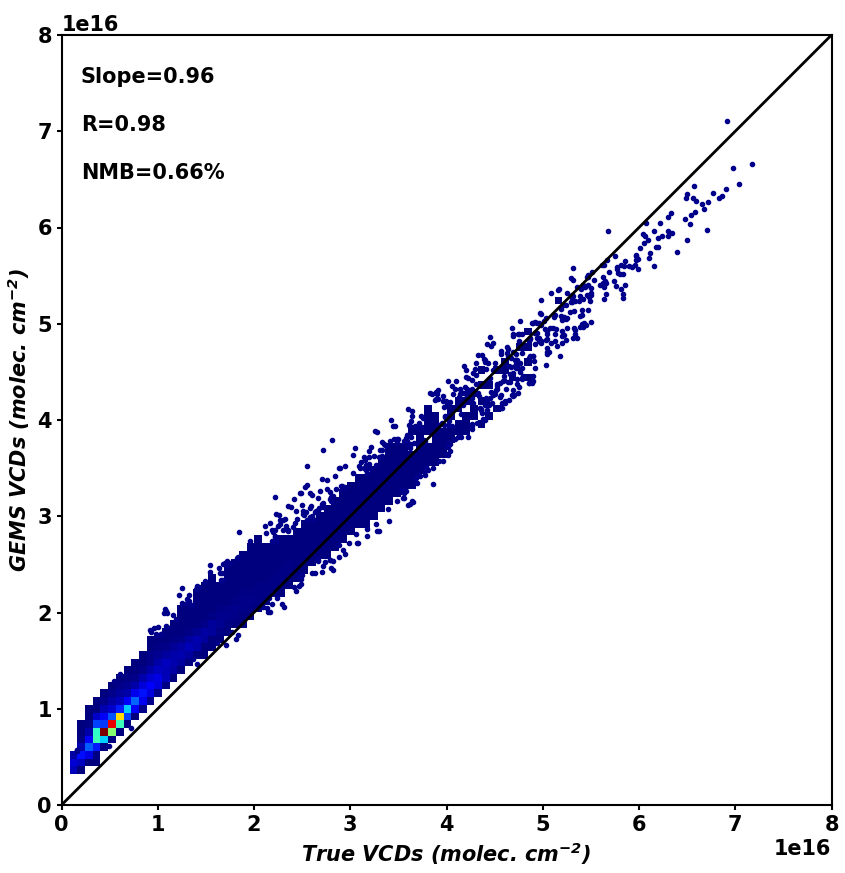 1e16
8
Slope=0.96
7
R=0.98
NMB=0.66%
6
5
GEMS VCDs (molec. cm⁻²)
4
3
2
1
0
0 1 2 3 4 5 6 7 8
1e16
True VCDs (molec. cm⁻²)